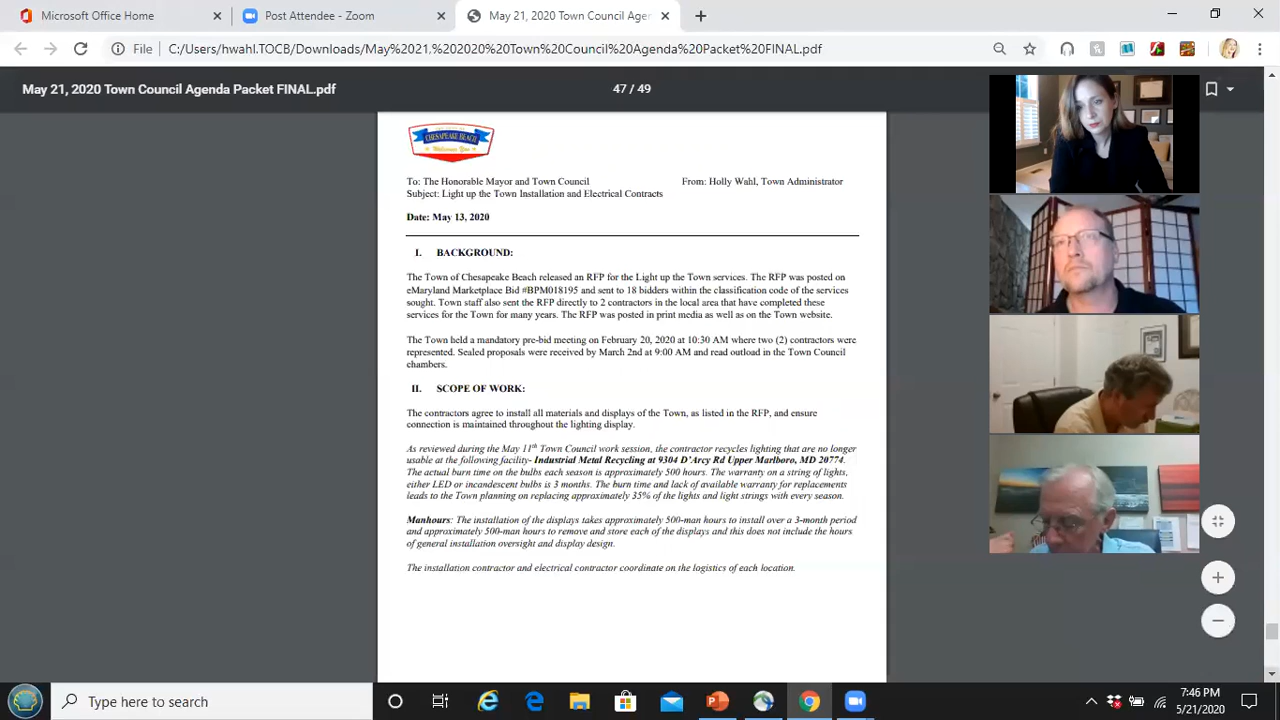 Microsoft Office Home
Post Attendee - Zoom
May 21, 2020 Town Council Agen
File
C:/Users/hwahl.TOCB/Downloads/May%2021,%202020%20Town%20Council%20Agenda%20Packet%20FINAL.pdf
May 21, 2020 Town Council Agenda Packet FINAL.pdf
47 / 49
CHESAPEAKE BEACH
Welcomes You
To: The Honorable Mayor and Town Council
From: Holly Wahl, Town Administrator
Subject: Light up the Town Installation and Electrical Contracts
Date: May 13, 2020
I. BACKGROUND:
The Town of Chesapeake Beach released an RFP for the Light up the Town services. The RFP was posted on
eMaryland Marketplace Bid #BPM018195 and sent to 18 bidders within the classification code of the services
sought. Town staff also sent the RFP directly to 2 contractors in the local area that have completed these
services for the Town for many years. The RFP was posted in print media as well as on the Town website.
The Town held a mandatory pre-bid meeting on February 20, 2020 at 10:30 AM where two (2) contractors were
represented. Sealed proposals were received by March 2nd at 9:00 AM and read outload in the Town Council
chambers.
II. SCOPE OF WORK:
The contractors agree to install all materials and displays of the Town, as listed in the RFP, and ensure
connection is maintained throughout the lighting display.
As reviewed during the May 11th Town Council work session, the contractor recycles lighting that are no longer
usable at the following facility- Industrial Metal Recycling at 9304 D'Arcy Rd Upper Marlboro, MD 20774.
The actual burn time on the bulbs each season is approximately 500 hours. The warranty on a string of lights,
either LED or incandescent bulbs is 3 months. The burn time and lack of available warranty for replacements
leads to the Town planning on replacing approximately 35% of the lights and light strings with every season.
Manhours: The installation of the displays takes approximately 500-man hours to install over a 3-month period
and approximately 500-man hours to remove and store each of the displays and this does not include the hours
of general installation oversight and display design.
The installation contractor and electrical contractor coordinate on the logistics of each location.
Type here to search
7:46 PM
5/21/2020